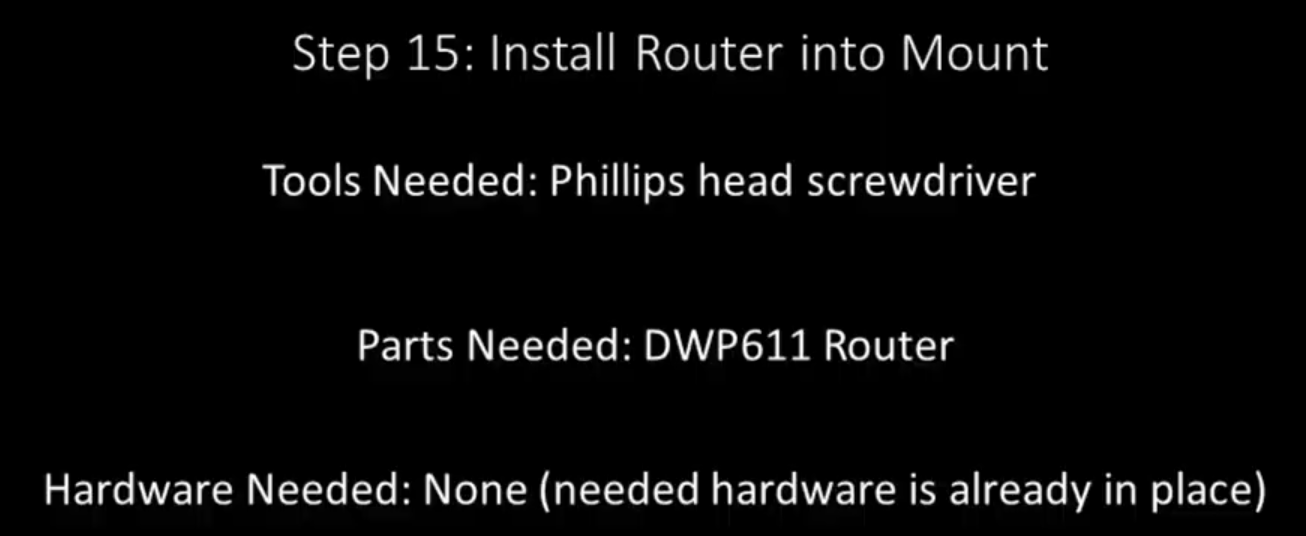 Step 15: Install Router into Mount
Tools Needed: Phillips head screwdriver
Parts Needed: DWP611 Router
Hardware Needed: None (needed hardware is already in place)